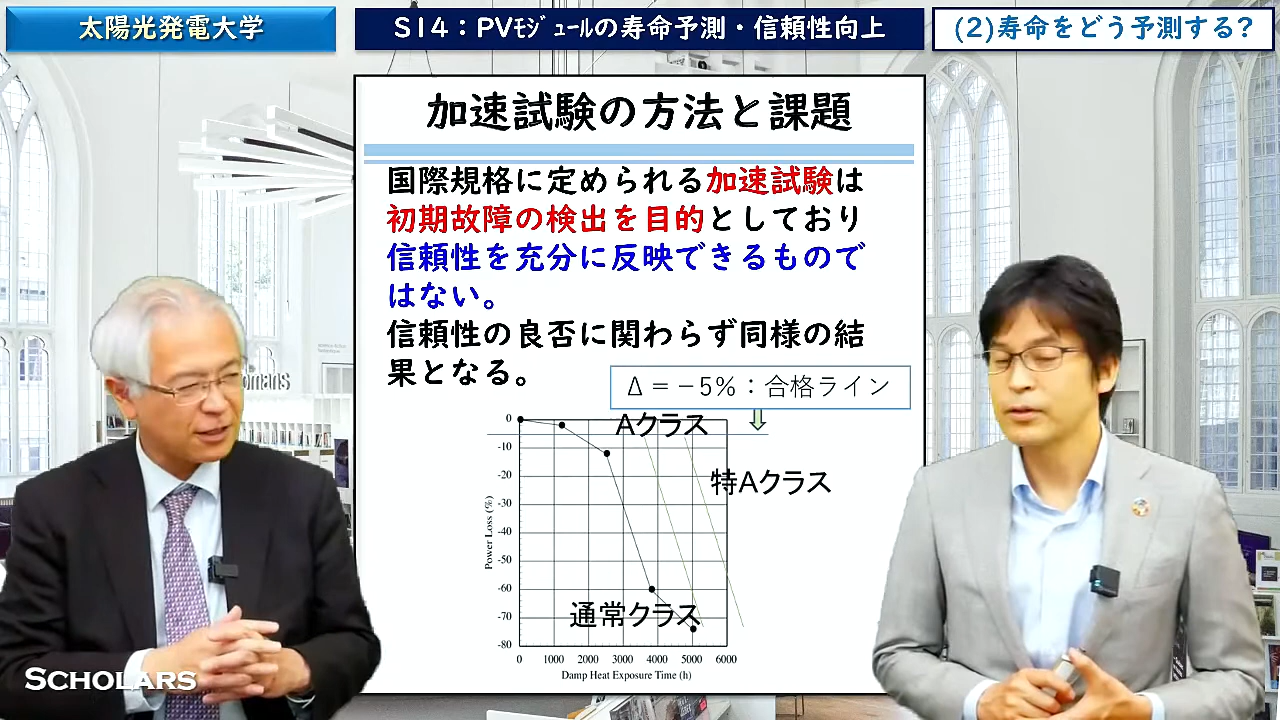 太陽光発電大学
S14:PVﾓｼﾞｭｰﾙの寿命予測・信頼性向上
(2)寿命をどう予測する?
加速試験の方法と課題
国際規格に定められる加速試験は
初期故障の検出を目的としており
信頼性を充分に反映できるもので
はない。
信頼性の良否に関わらず同様の結
果となる。
Δ=-5%:合格ライン
Aクラス
特Aクラス
通常クラス
Power Loss (%)
0
-10
-20
-30
-40
-50
-60
-70
-80
0 1000 2000 3000 4000 5000 6000
Damp Heat Exposure Time (h)
SCHOLARS